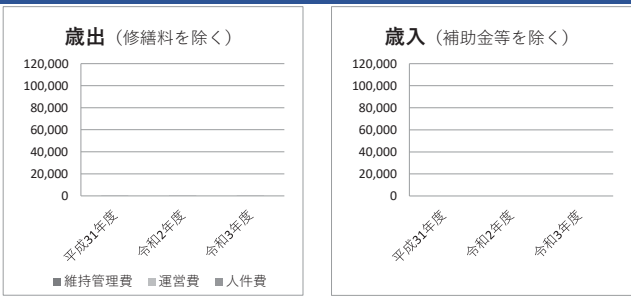 歳出（修繕料を除く）
120,000
100,000
80,000
60,000
40,000
20,000
0
平成31年度
令和2年度
令和3年度
■維持管理費 ■運営費 ■人件費
歳入（補助金等を除く）
120,000
100,000
80,000
60,000
40,000
20,000
0
平成31年度
令和2年度
令和3年度